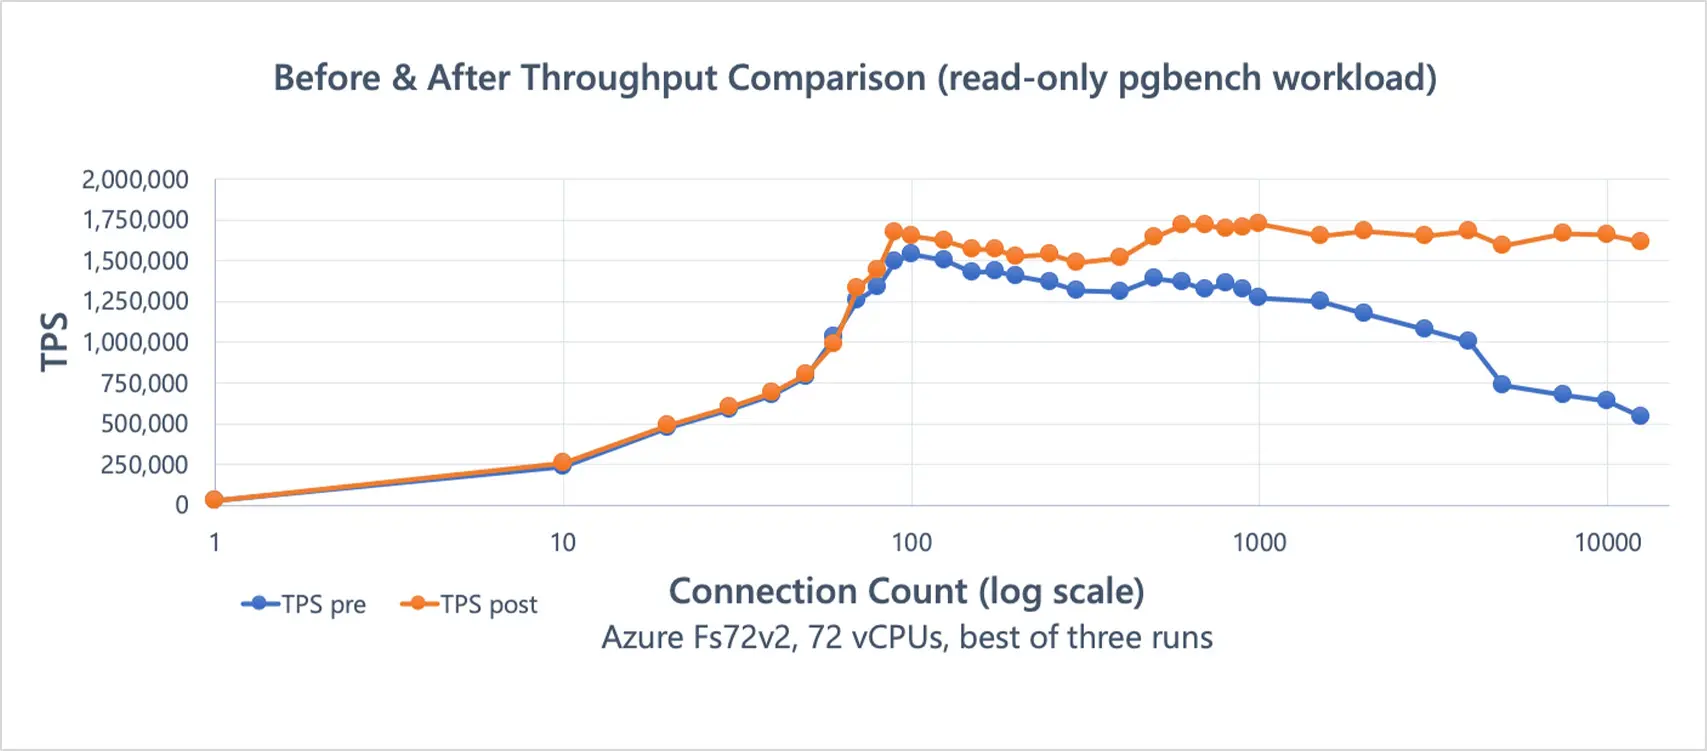 Before & After Throughput Comparison (read-only pgbench workload)
2,000,000
1,750,000
1,500,000
1,250,000
1,000,000
750,000
500,000
250,000
0
TPS
1 10 100 1000 10000
TPS pre TPS post
Connection Count (log scale)
Azure Fs72v2, 72 vCPUs, best of three runs